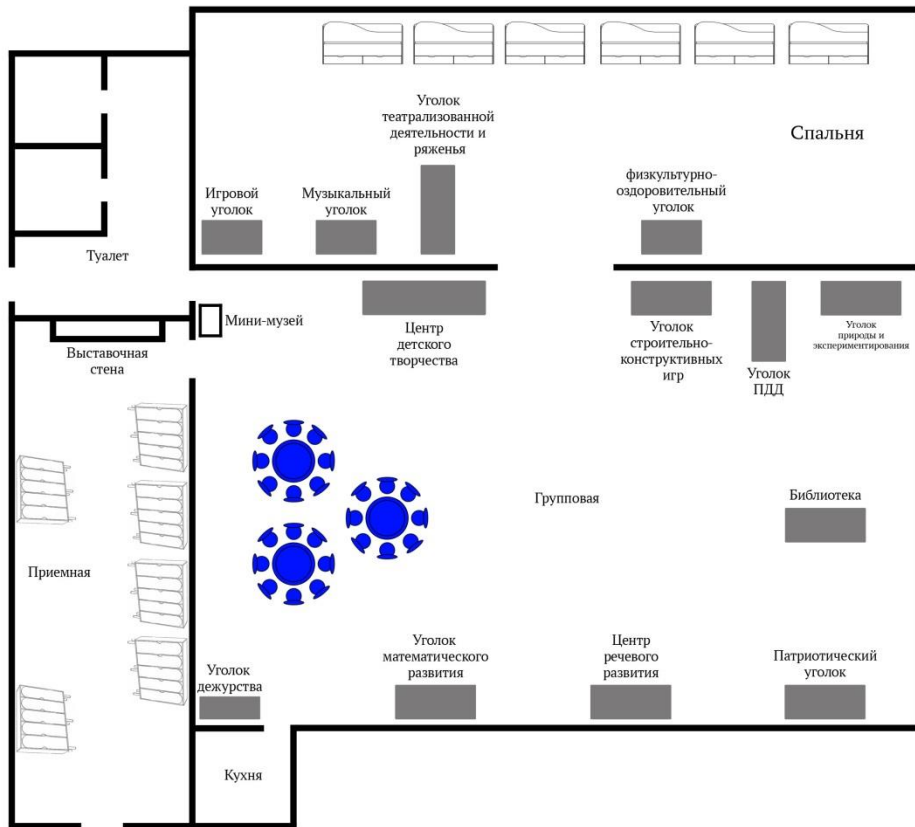 Уголок
театрализованной
деятельности и
ряженья
Спальня
Игровой
уголок
Музыкальный
уголок
физкультурно-
оздоровительный
уголок
Туалет
Мини-музей
Выставочная
стена
Центр
детского
творчества
Уголок
строительно-
конструктивных
игр
Уголок
ПДД
Уголок
природы и
экспериментирования
Групповая
Библиотека
Приемная
Уголок
дежурства
Уголок
математического
развития
Центр
речевого
развития
Патриотический
уголок
Кухня